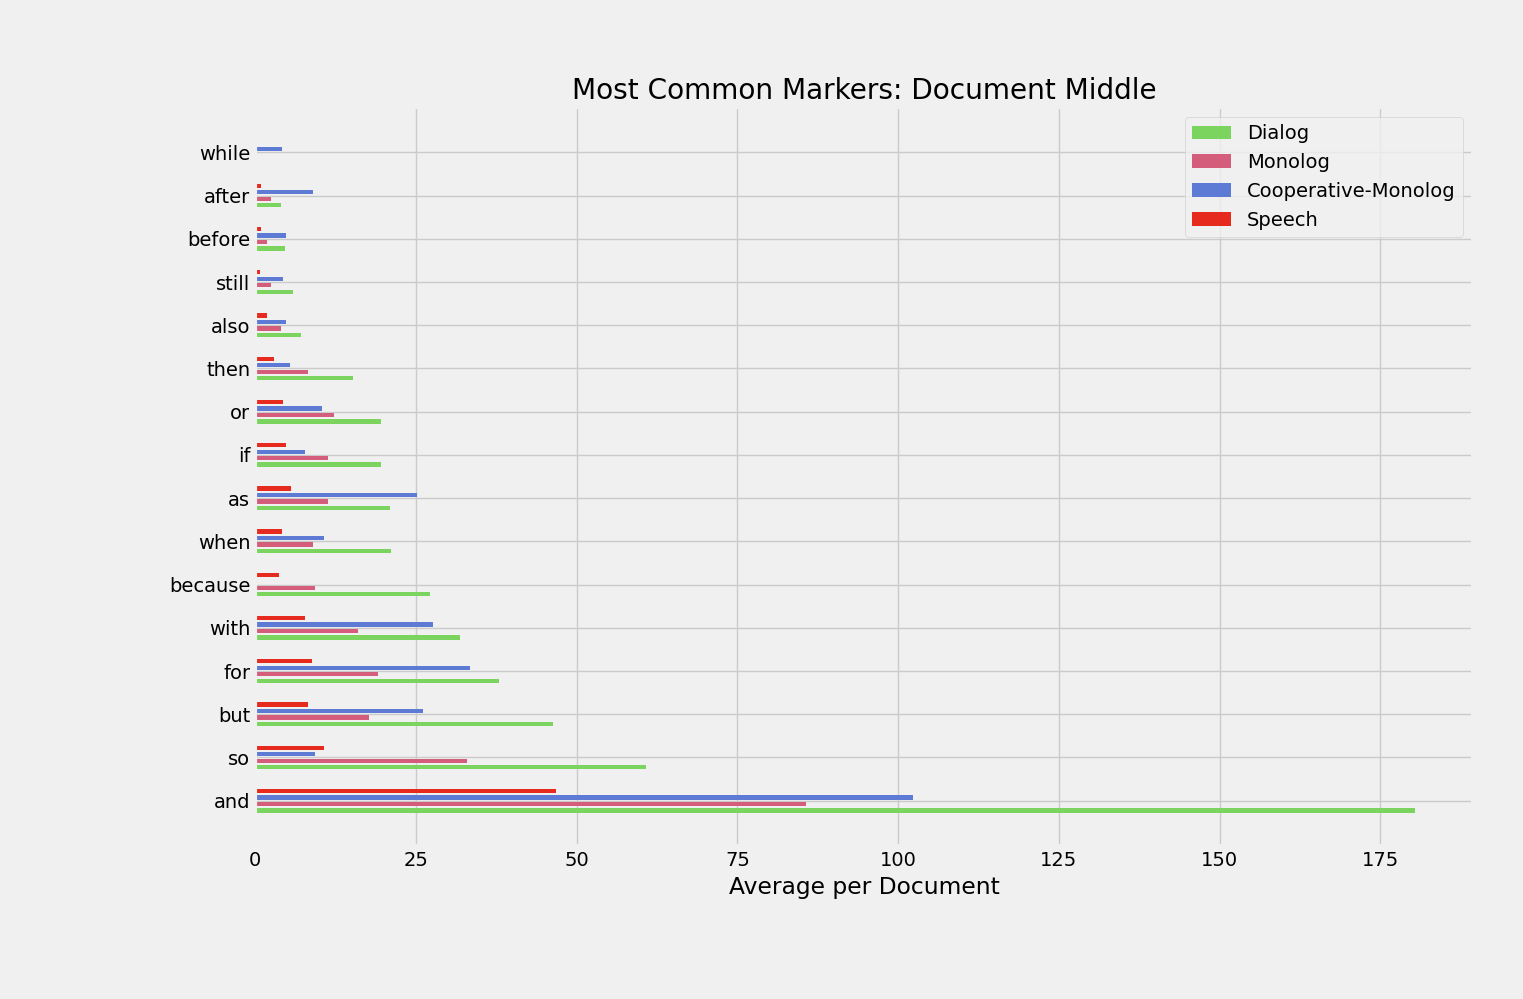 Most Common Markers: Document Middle
Dialog
Monolog
Cooperative-Monolog
Speech
while
after
before
still
also
then
or
if
as
when
because
with
for
but
so
and
0 25 50 75 100 125 150 175
Average per Document